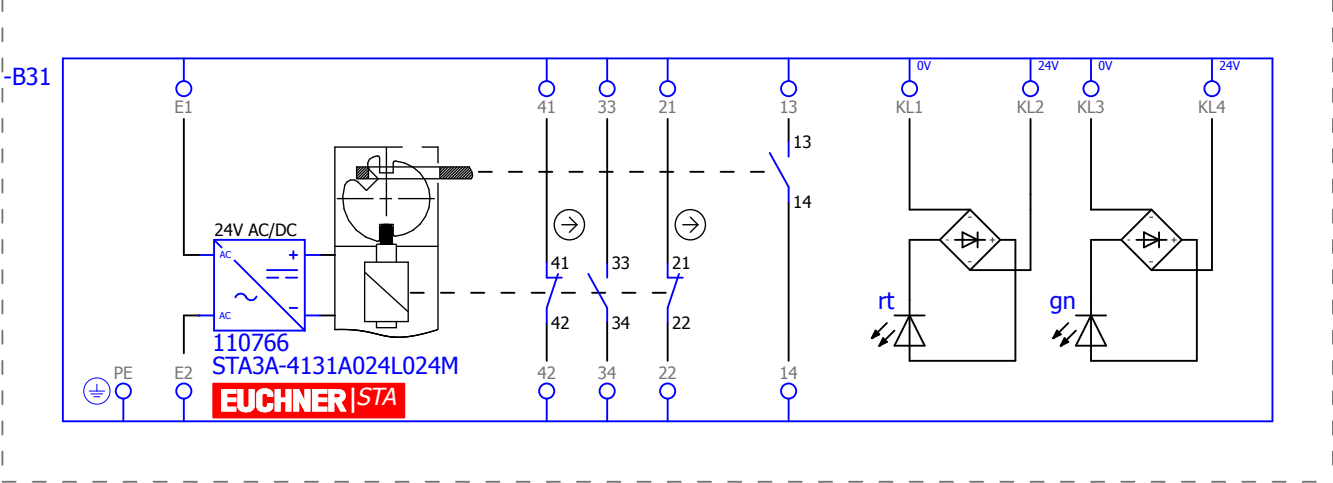 0V 24V 0V 24V
-B31
E1 41 33 21 13 KL1 KL2 KL3 KL4
13
14
24V AC/DC
AC +
41 33 21
AC -
42 34 22
rt gn
110766
STA3A-4131A024L024M
PE E2 42 34 22 14
EUCHNER|STA
- ~ + - ~ +
~ ~